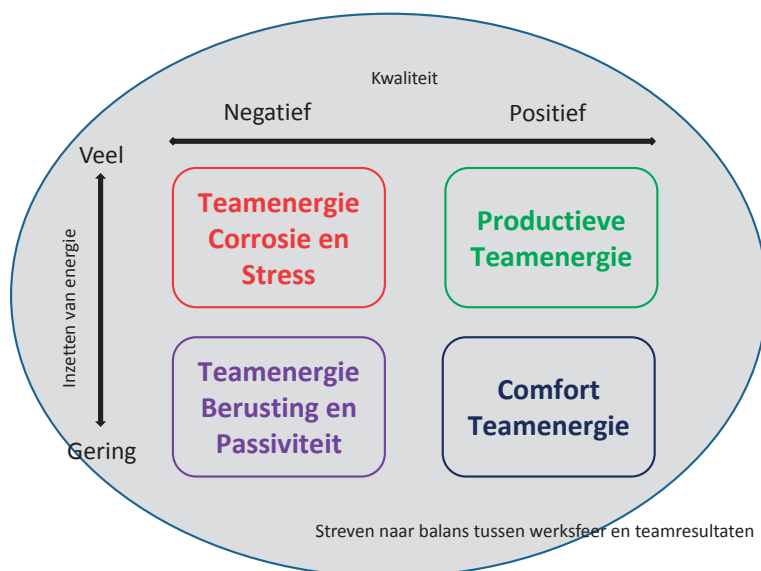 Kwaliteit
Negatief
Positief
Veel
Inzetten van energie
Gering
Teamenergie
Corrosie en
Stress
Productieve
Teamenergie
Teamenergie
Berusting en
Passiviteit
Comfort
Teamenergie
Streven naar balans tussen werksfeer en teamresultaten